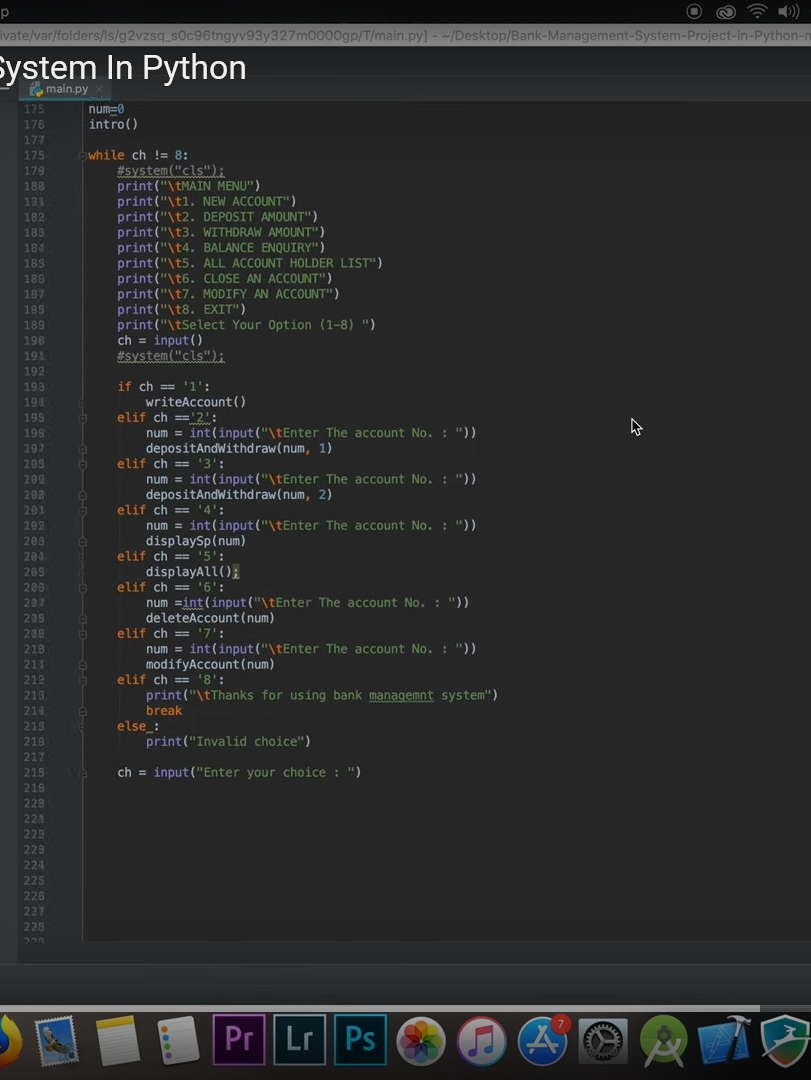 p
ivate/var/folders/ls/g2vzsq_s0c96tngyv93y327m0000gp/T/main.py] - ~/Desktop/Bank-Management-System-Project-in-Python-m
System In Python
main.py
175 num=0
176 intro()
177
178 while ch != 8:
179 #system("cls");
180 print("\tMAIN MENU")
181 print("\t1. NEW ACCOUNT")
182 print("\t2. DEPOSIT AMOUNT")
183 print("\t3. WITHDRAW AMOUNT")
184 print("\t4. BALANCE ENQUIRY")
185 print("\t5. ALL ACCOUNT HOLDER LIST")
186 print("\t6. CLOSE AN ACCOUNT")
187 print("\t7. MODIFY AN ACCOUNT")
188 print("\t8. EXIT")
189 print("\tSelect Your Option (1-8) ")
190 ch = input()
191 #system("cls");
192
193 if ch == '1':
194 writeAccount()
195 elif ch =='2':
196 num = int(input("\tEnter The account No. : "))
197 depositAndWithdraw(num, 1)
198 elif ch == '3':
199 num = int(input("\tEnter The account No. : "))
200 depositAndWithdraw(num, 2)
201 elif ch == '4':
202 num = int(input("\tEnter The account No. : "))
203 displaySp(num)
204 elif ch == '5':
205 displayAll();
206 elif ch == '6':
207 num =int(input("\tEnter The account No. : "))
208 deleteAccount(num)
209 elif ch == '7':
210 num = int(input("\tEnter The account No. : "))
211 modifyAccount(num)
212 elif ch == '8':
213 print("\tThanks for using bank managemnt system")
214 break
215 else :
216 print("Invalid choice")
217
218 ch = input("Enter your choice : ")
219
220
221
222
223
224
225
226
227
228
229
Pr Lr Ps 7